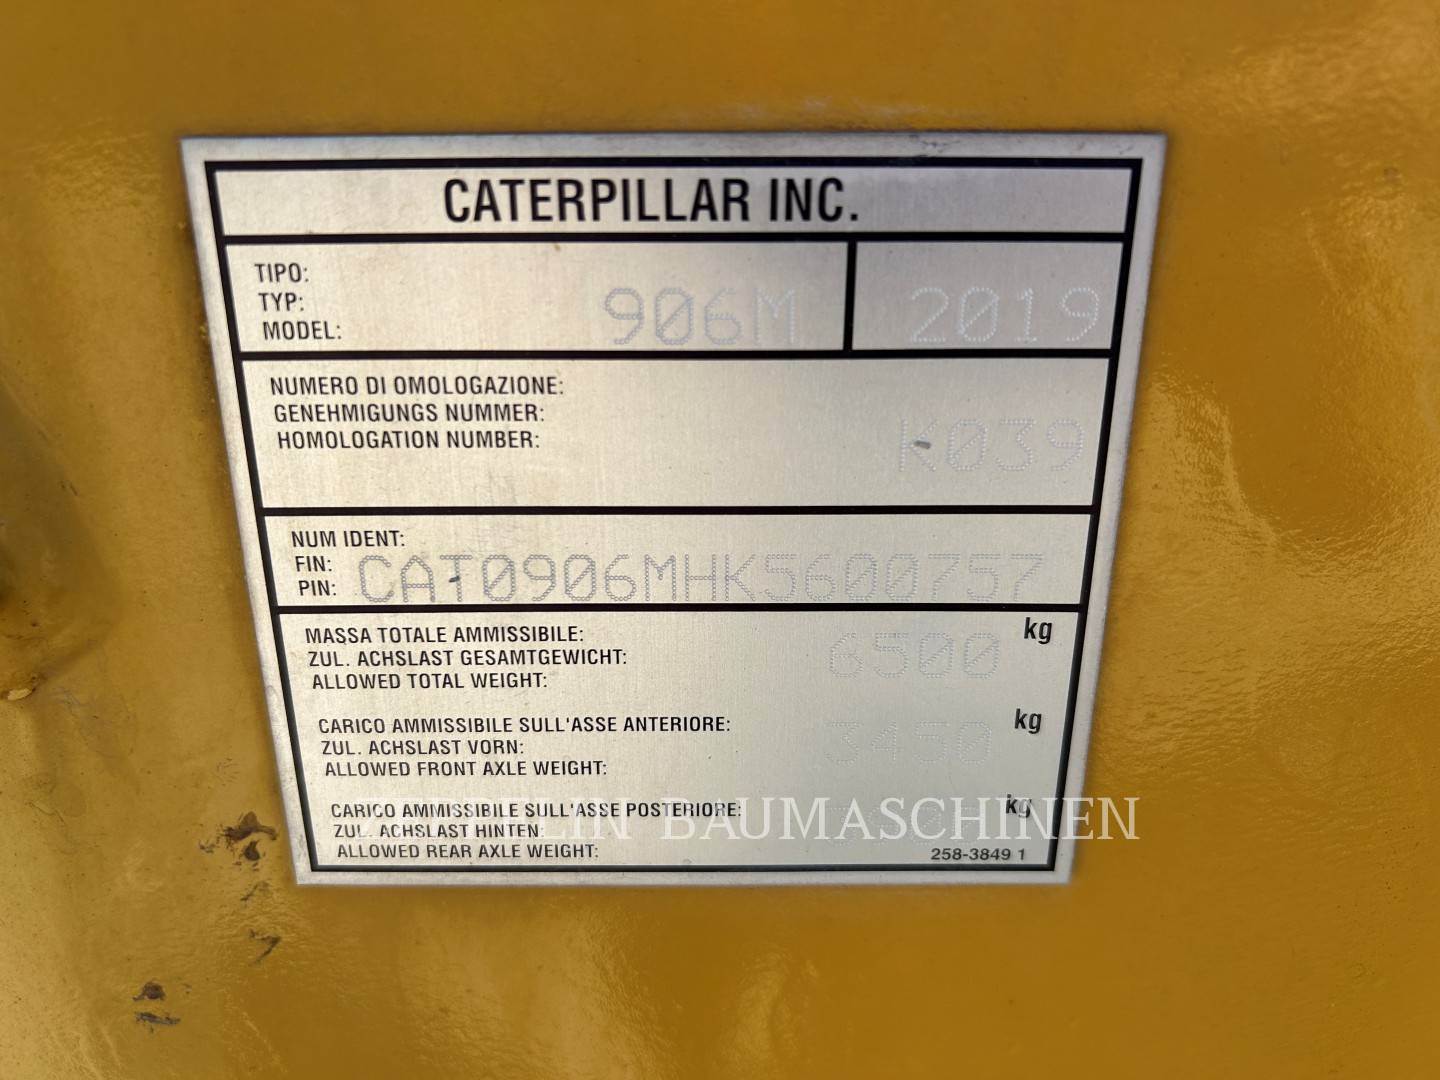 CATERPILLAR INC.
TIPO:
TYP:
MODEL: 906M 2019
NUMERO DI OMOLOGAZIONE:
GENEHMIGUNGS NUMMER:
HOMOLOGATION NUMBER: K039
NUM IDENT:
FIN:
PIN: CAT0906MHK5600757
MASSA TOTALE AMMISSIBILE:
ZUL. ACHSLAST GESAMTGEWICHT:
ALLOWED TOTAL WEIGHT: 6500 kg
CARICO AMMISSIBILE SULL'ASSE ANTERIORE:
ZUL. ACHSLAST VORN:
ALLOWED FRONT AXLE WEIGHT: 3450 kg
CARICO AMMISSIBILE SULL'ASSE POSTERIORE:
ZUL. ACHSLAST HINTEN:
ALLOWED REAR AXLE WEIGHT: kg
258-3849 1
BAUMASCHINEN